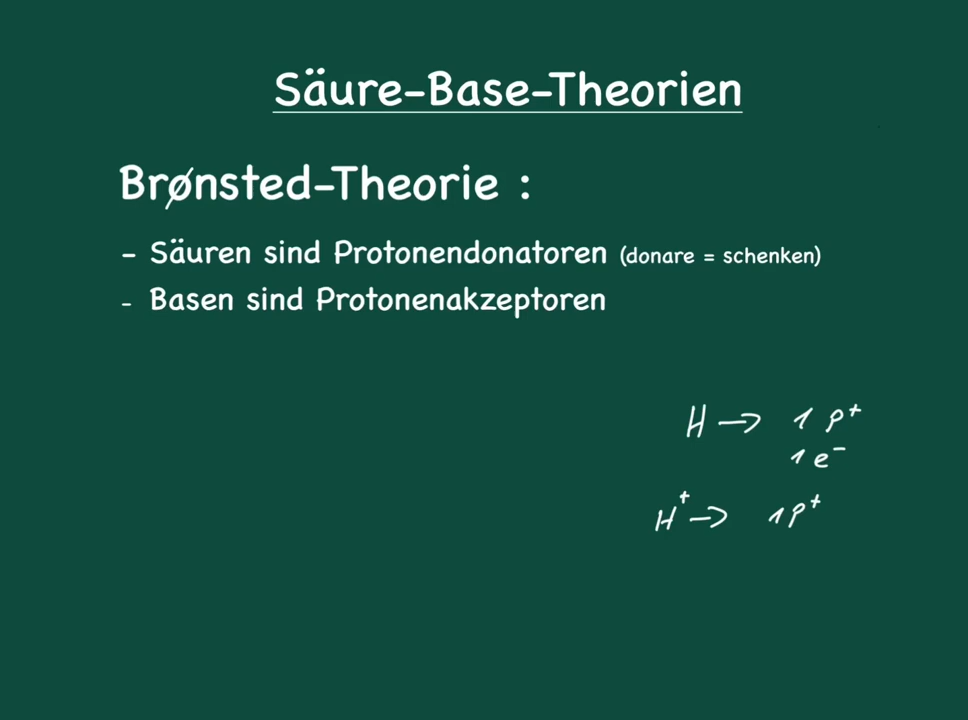 Säure-Base-Theorien
Brønsted-Theorie :
- Säuren sind Protonendonatoren (donare = schenken)
- Basen sind Protonenakzeptoren
H → 1 p⁺
1 e⁻
H⁺ → 1 p⁺